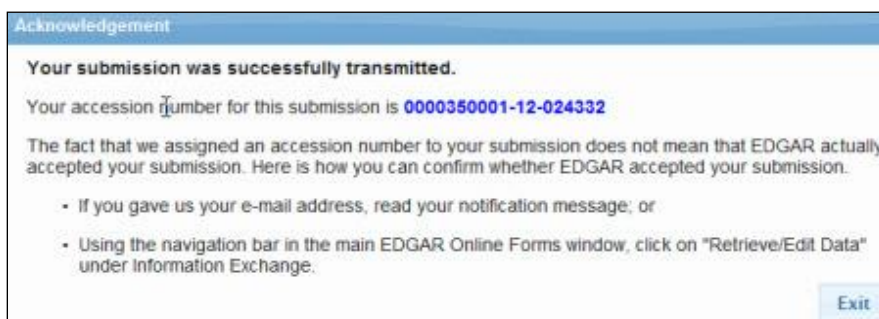 Acknowledgement
Your submission was successfully transmitted.
Your accession number for this submission is 0000350001-12-024332
The fact that we assigned an accession number to your submission does not mean that EDGAR actually
accepted your submission. Here is how you can confirm whether EDGAR accepted your submission.
• If you gave us your e-mail address, read your notification message; or
• Using the navigation bar in the main EDGAR Online Forms window, click on "Retrieve/Edit Data"
under Information Exchange.
Exit